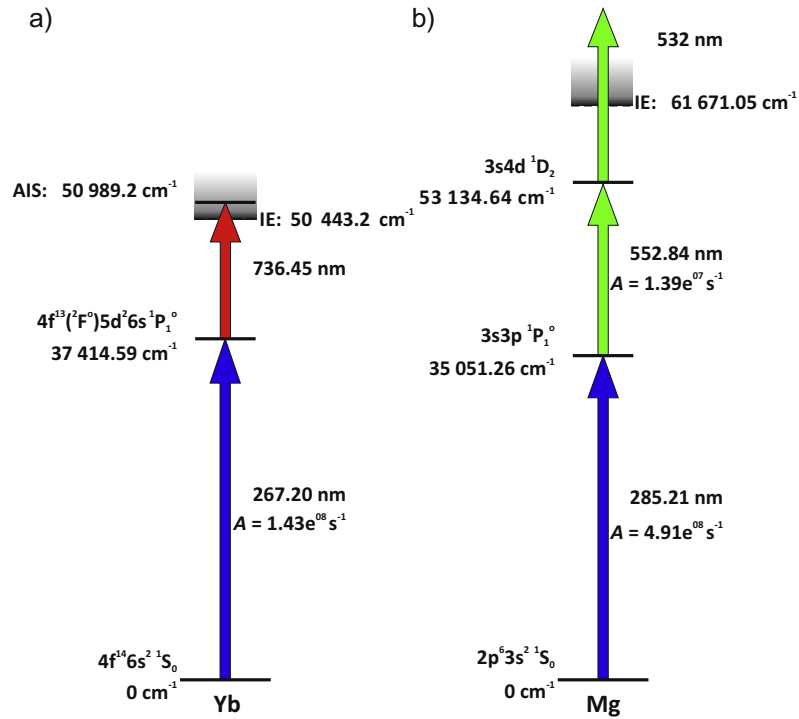 a)
AIS: 50 989.2 cm⁻¹
IE: 50 443.2 cm⁻¹
736.45 nm
4f¹³(²F°)5d²6s ¹P₁°
37 414.59 cm⁻¹
267.20 nm
A = 1.43e⁰⁸ s⁻¹
4f¹⁴6s² ¹S₀
0 cm⁻¹
Yb
b)
532 nm
IE: 61 671.05 cm⁻¹
3s4d ¹D₂
53 134.64 cm⁻¹
552.84 nm
A = 1.39e⁰⁷ s⁻¹
3s3p ¹P₁°
35 051.26 cm⁻¹
285.21 nm
A = 4.91e⁰⁸ s⁻¹
2p⁶3s² ¹S₀
0 cm⁻¹
Mg